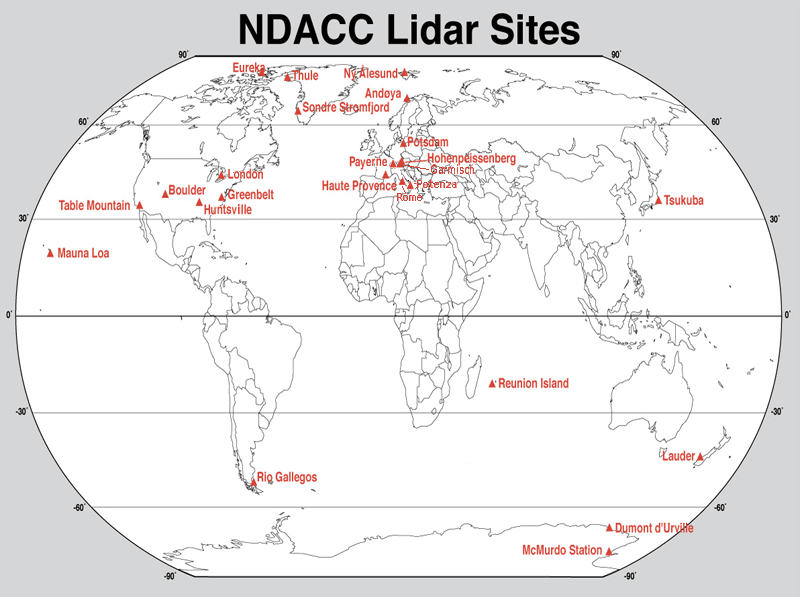 NDACC Lidar Sites
90° 90°
Eureka
Thule
Ny Alesund
Andøya
Sondre Stromfjord
60° 60°
Potsdam
Payerne
Hohenpeissenberg
Garmisch
London
Haute Provence
Potenza
Boulder
Greenbelt
Rome
Table Mountain
Huntsville
Tsukuba
30° 30°
Mauna Loa
0° 0°
Reunion Island
-30° -30°
Lauder
Rio Gallegos
-60° -60°
Dumont d'Urville
McMurdo Station
-90° -90°